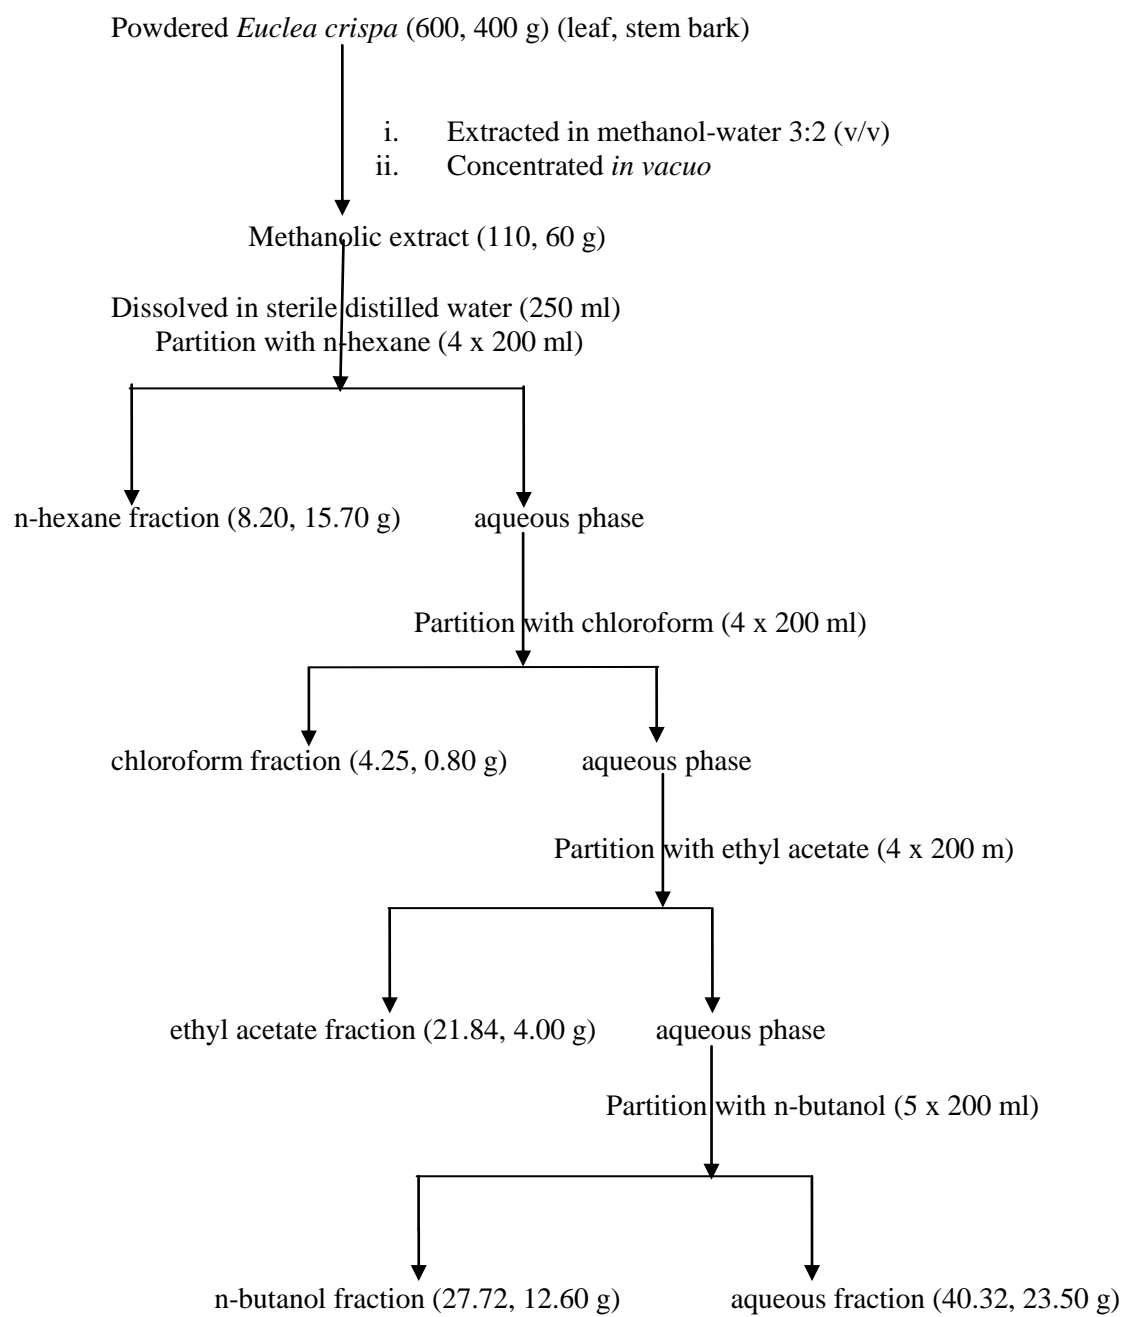 Powdered Euclea crispa (600, 400 g) (leaf, stem bark)
i. Extracted in methanol-water 3:2 (v/v)
ii. Concentrated in vacuo
Methanolic extract (110, 60 g)
Dissolved in sterile distilled water (250 ml)
Partition with n-hexane (4 x 200 ml)
n-hexane fraction (8.20, 15.70 g) aqueous phase
Partition with chloroform (4 x 200 ml)
chloroform fraction (4.25, 0.80 g) aqueous phase
Partition with ethyl acetate (4 x 200 m)
ethyl acetate fraction (21.84, 4.00 g) aqueous phase
Partition with n-butanol (5 x 200 ml)
n-butanol fraction (27.72, 12.60 g) aqueous fraction (40.32, 23.50 g)